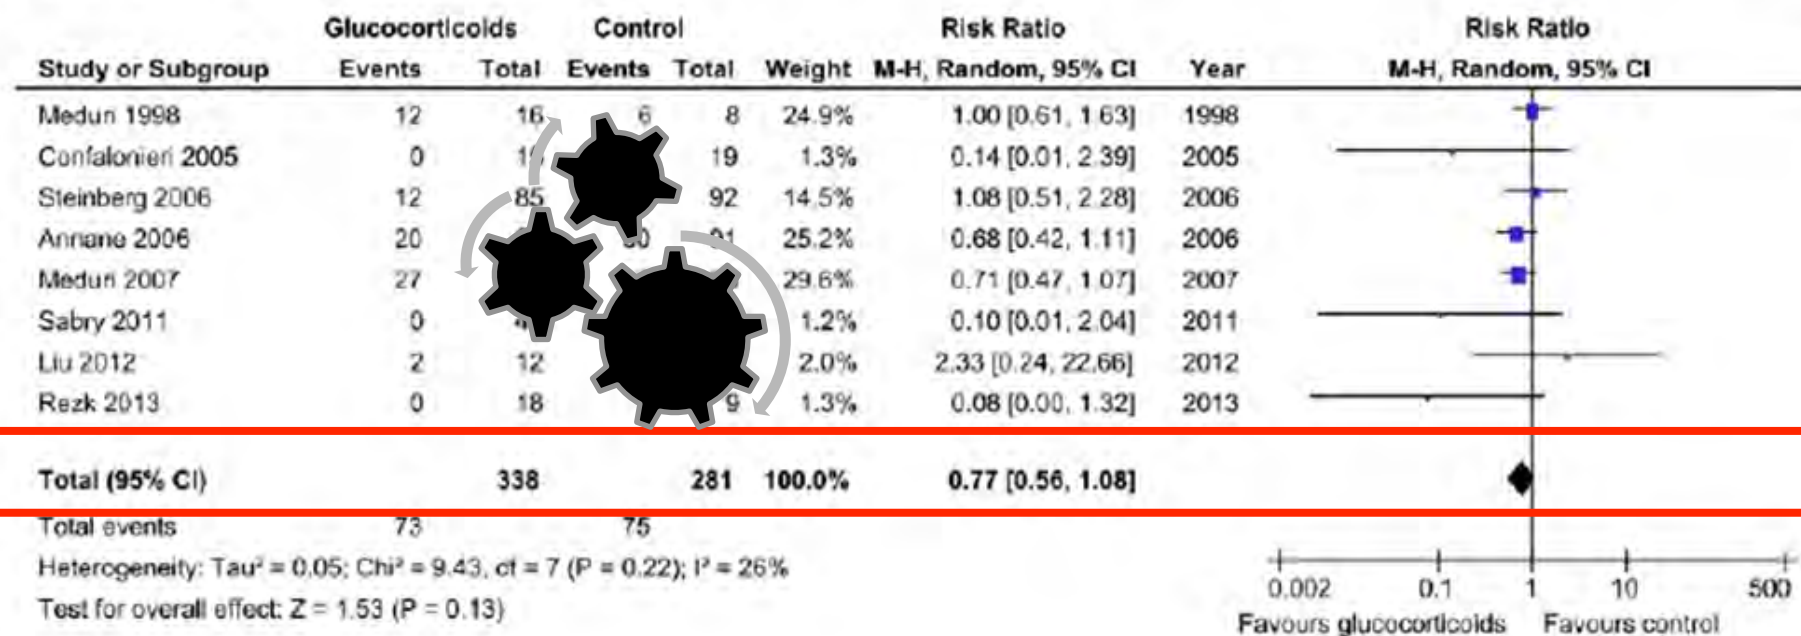 Glucocorticoids Control Risk Ratio Risk Ratio
Study or Subgroup Events Total Events Total Weight M-H, Random, 95% CI Year M-H, Random, 95% CI
Meduri 1998 12 16 6 8 24.9% 1.00 [0.61, 1.63] 1998
Confalonieri 2005 0 19 1.3% 0.14 [0.01, 2.39] 2005
Steinberg 2006 12 85 92 14.5% 1.08 [0.51, 2.28] 2006
Annane 2006 20 25.2% 0.68 [0.42, 1.11] 2006
Meduri 2007 27 29.6% 0.71 [0.47, 1.07] 2007
Sabry 2011 0 1.2% 0.10 [0.01, 2.04] 2011
Liu 2012 2 12 2.0% 2.33 [0.24, 22.66] 2012
Rezk 2013 0 18 9 1.3% 0.08 [0.00, 1.32] 2013
Total (95% CI) 338 281 100.0% 0.77 [0.56, 1.08]
Total events 73 75
Heterogeneity: Tau² = 0.05; Chi² = 9.43, df = 7 (P = 0.22); I² = 26%
Test for overall effect: Z = 1.53 (P = 0.13)
0.002 0.1 1 10 500
Favours glucocorticoids Favours control